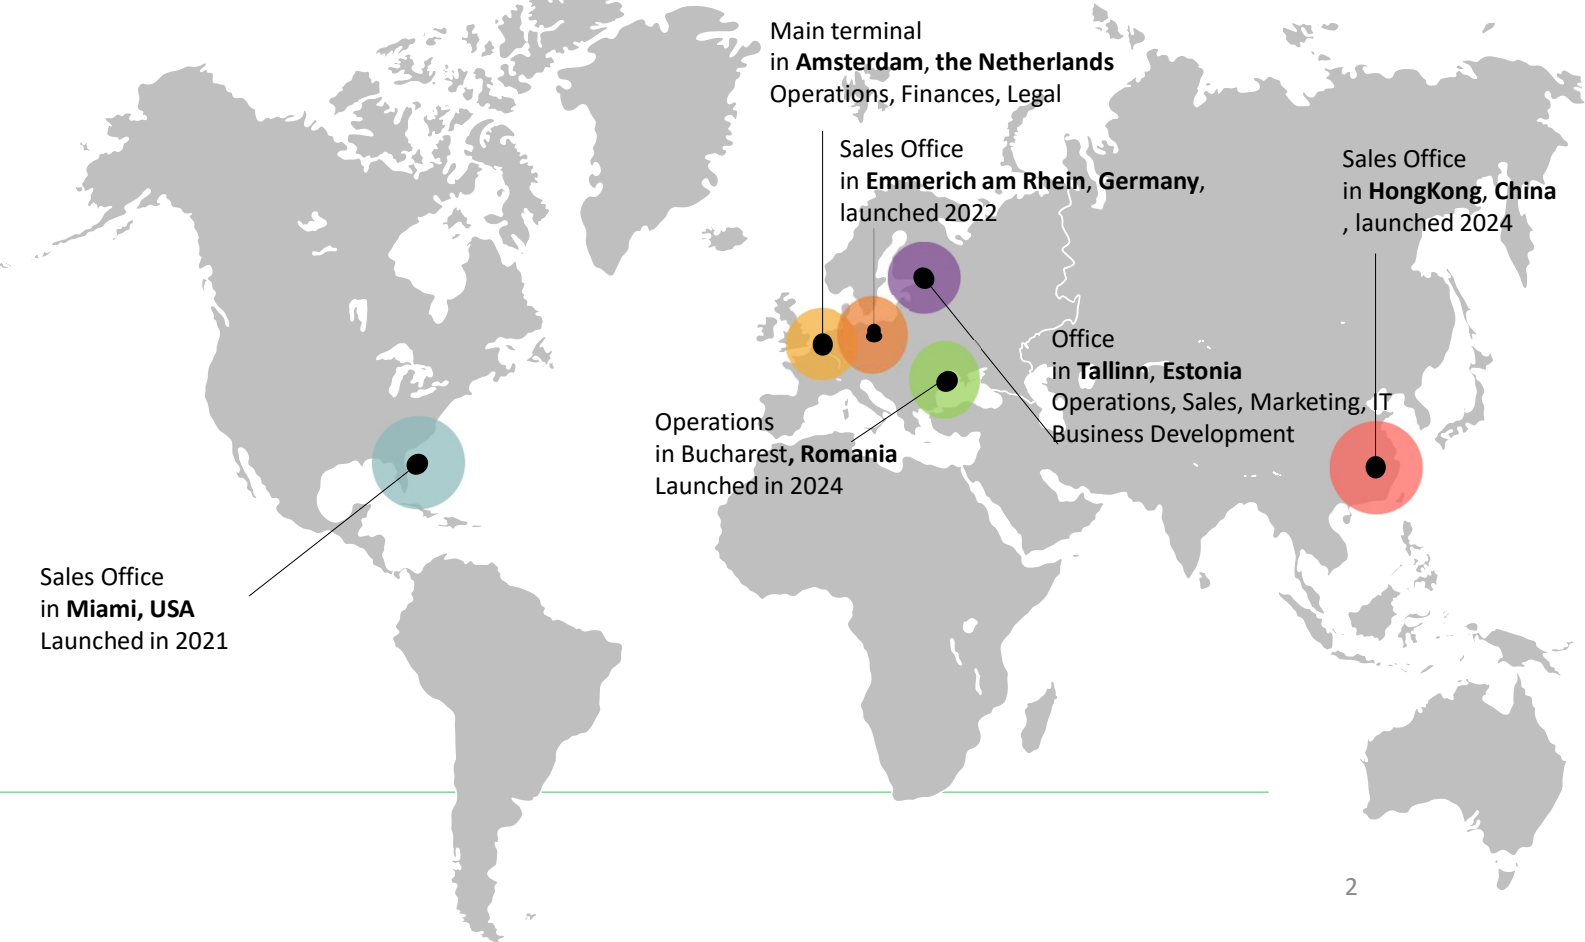 Main terminal
in Amsterdam, the Netherlands
Operations, Finances, Legal
Sales Office
in Emmerich am Rhein, Germany,
launched 2022
Sales Office
in HongKong, China
, launched 2024
Office
in Tallinn, Estonia
Operations, Sales, Marketing, IT
Business Development
Operations
in Bucharest, Romania
Launched in 2024
Sales Office
in Miami, USA
Launched in 2021
2